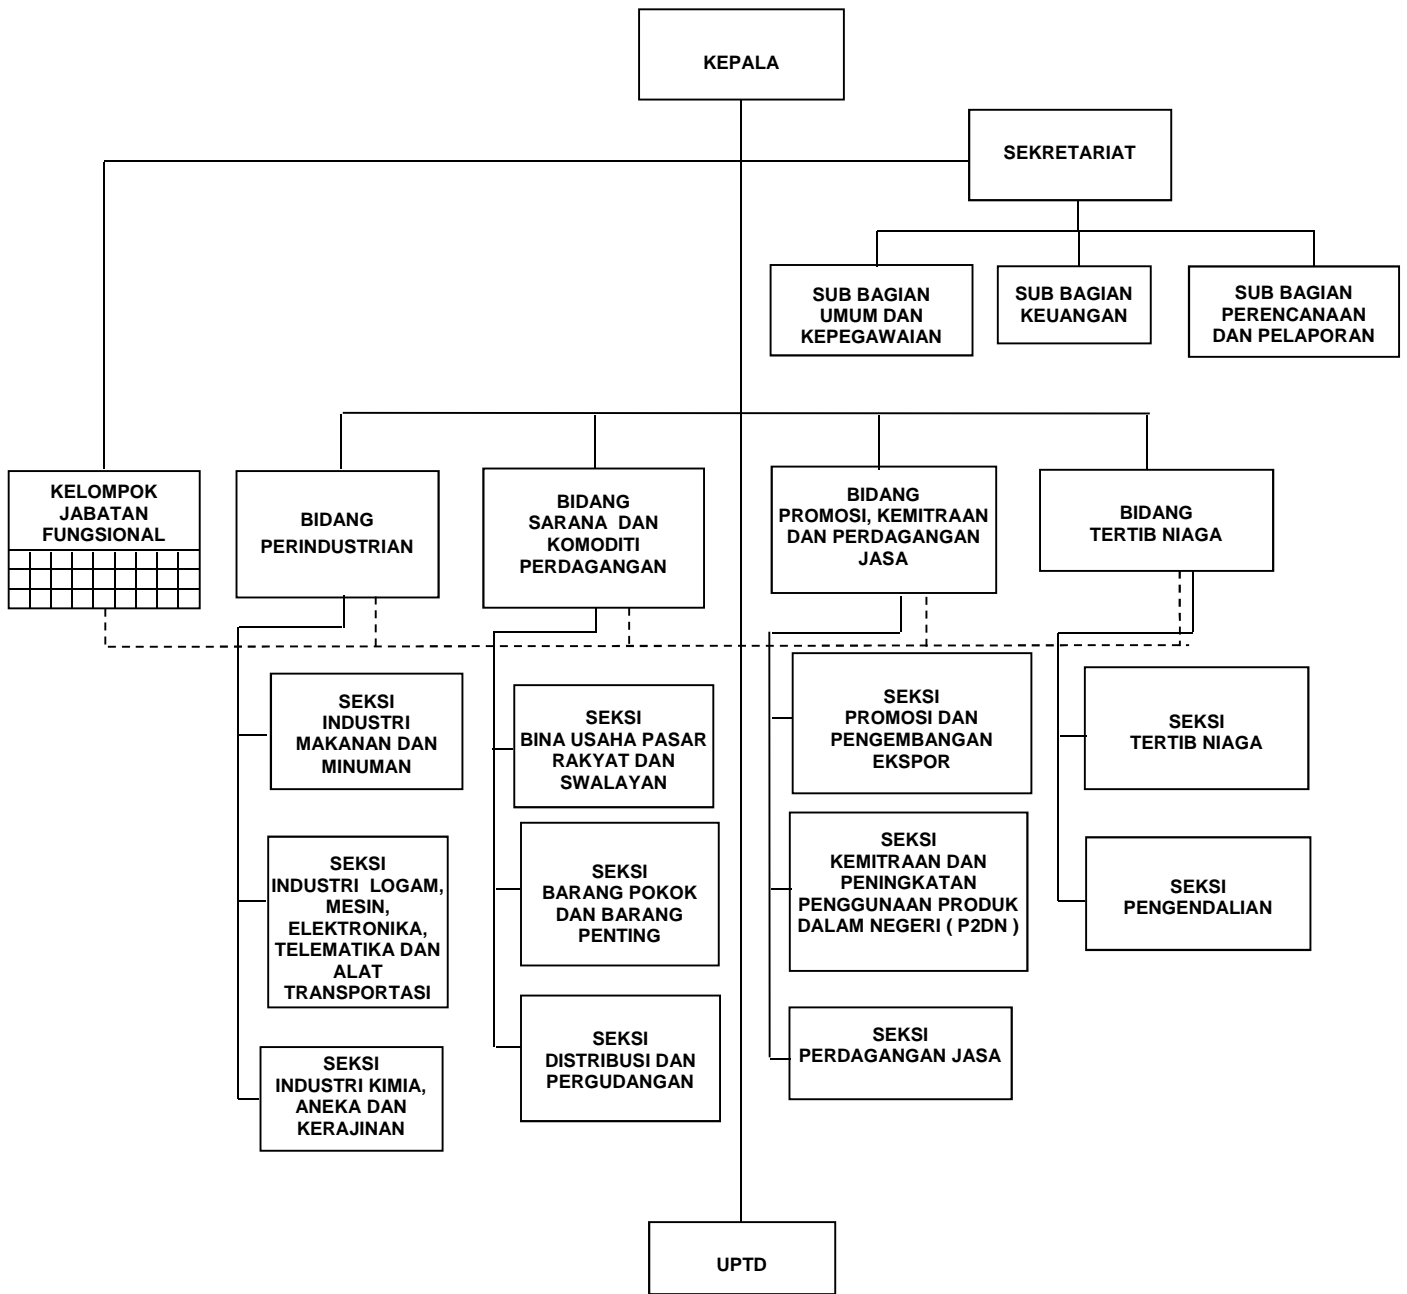 KEPALA
SEKRETARIAT
SUB BAGIAN
UMUM DAN
KEPEGAWAIAN
SUB BAGIAN
KEUANGAN
SUB BAGIAN
PERENCANAAN
DAN PELAPORAN
KELOMPOK
JABATAN
FUNGSIONAL
BIDANG
PERINDUSTRIAN
BIDANG
SARANA DAN
KOMODITI
PERDAGANGAN
BIDANG
PROMOSI, KEMITRAAN
DAN PERDAGANGAN
JASA
BIDANG
TERTIB NIAGA
SEKSI
INDUSTRI
MAKANAN DAN
MINUMAN
SEKSI
INDUSTRI LOGAM,
MESIN,
ELEKTRONIKA,
TELEMATIKA DAN
ALAT
TRANSPORTASI
SEKSI
INDUSTRI KIMIA,
ANEKA DAN
KERAJINAN
SEKSI
BINA USAHA PASAR
RAKYAT DAN
SWALAYAN
SEKSI
BARANG POKOK
DAN BARANG
PENTING
SEKSI
DISTRIBUSI DAN
PERGUDANGAN
SEKSI
PROMOSI DAN
PENGEMBANGAN
EKSPOR
SEKSI
KEMITRAAN DAN
PENINGKATAN
PENGGUNAAN PRODUK
DALAM NEGERI ( P2DN )
SEKSI
PERDAGANGAN JASA
SEKSI
TERTIB NIAGA
SEKSI
PENGENDALIAN
UPTD